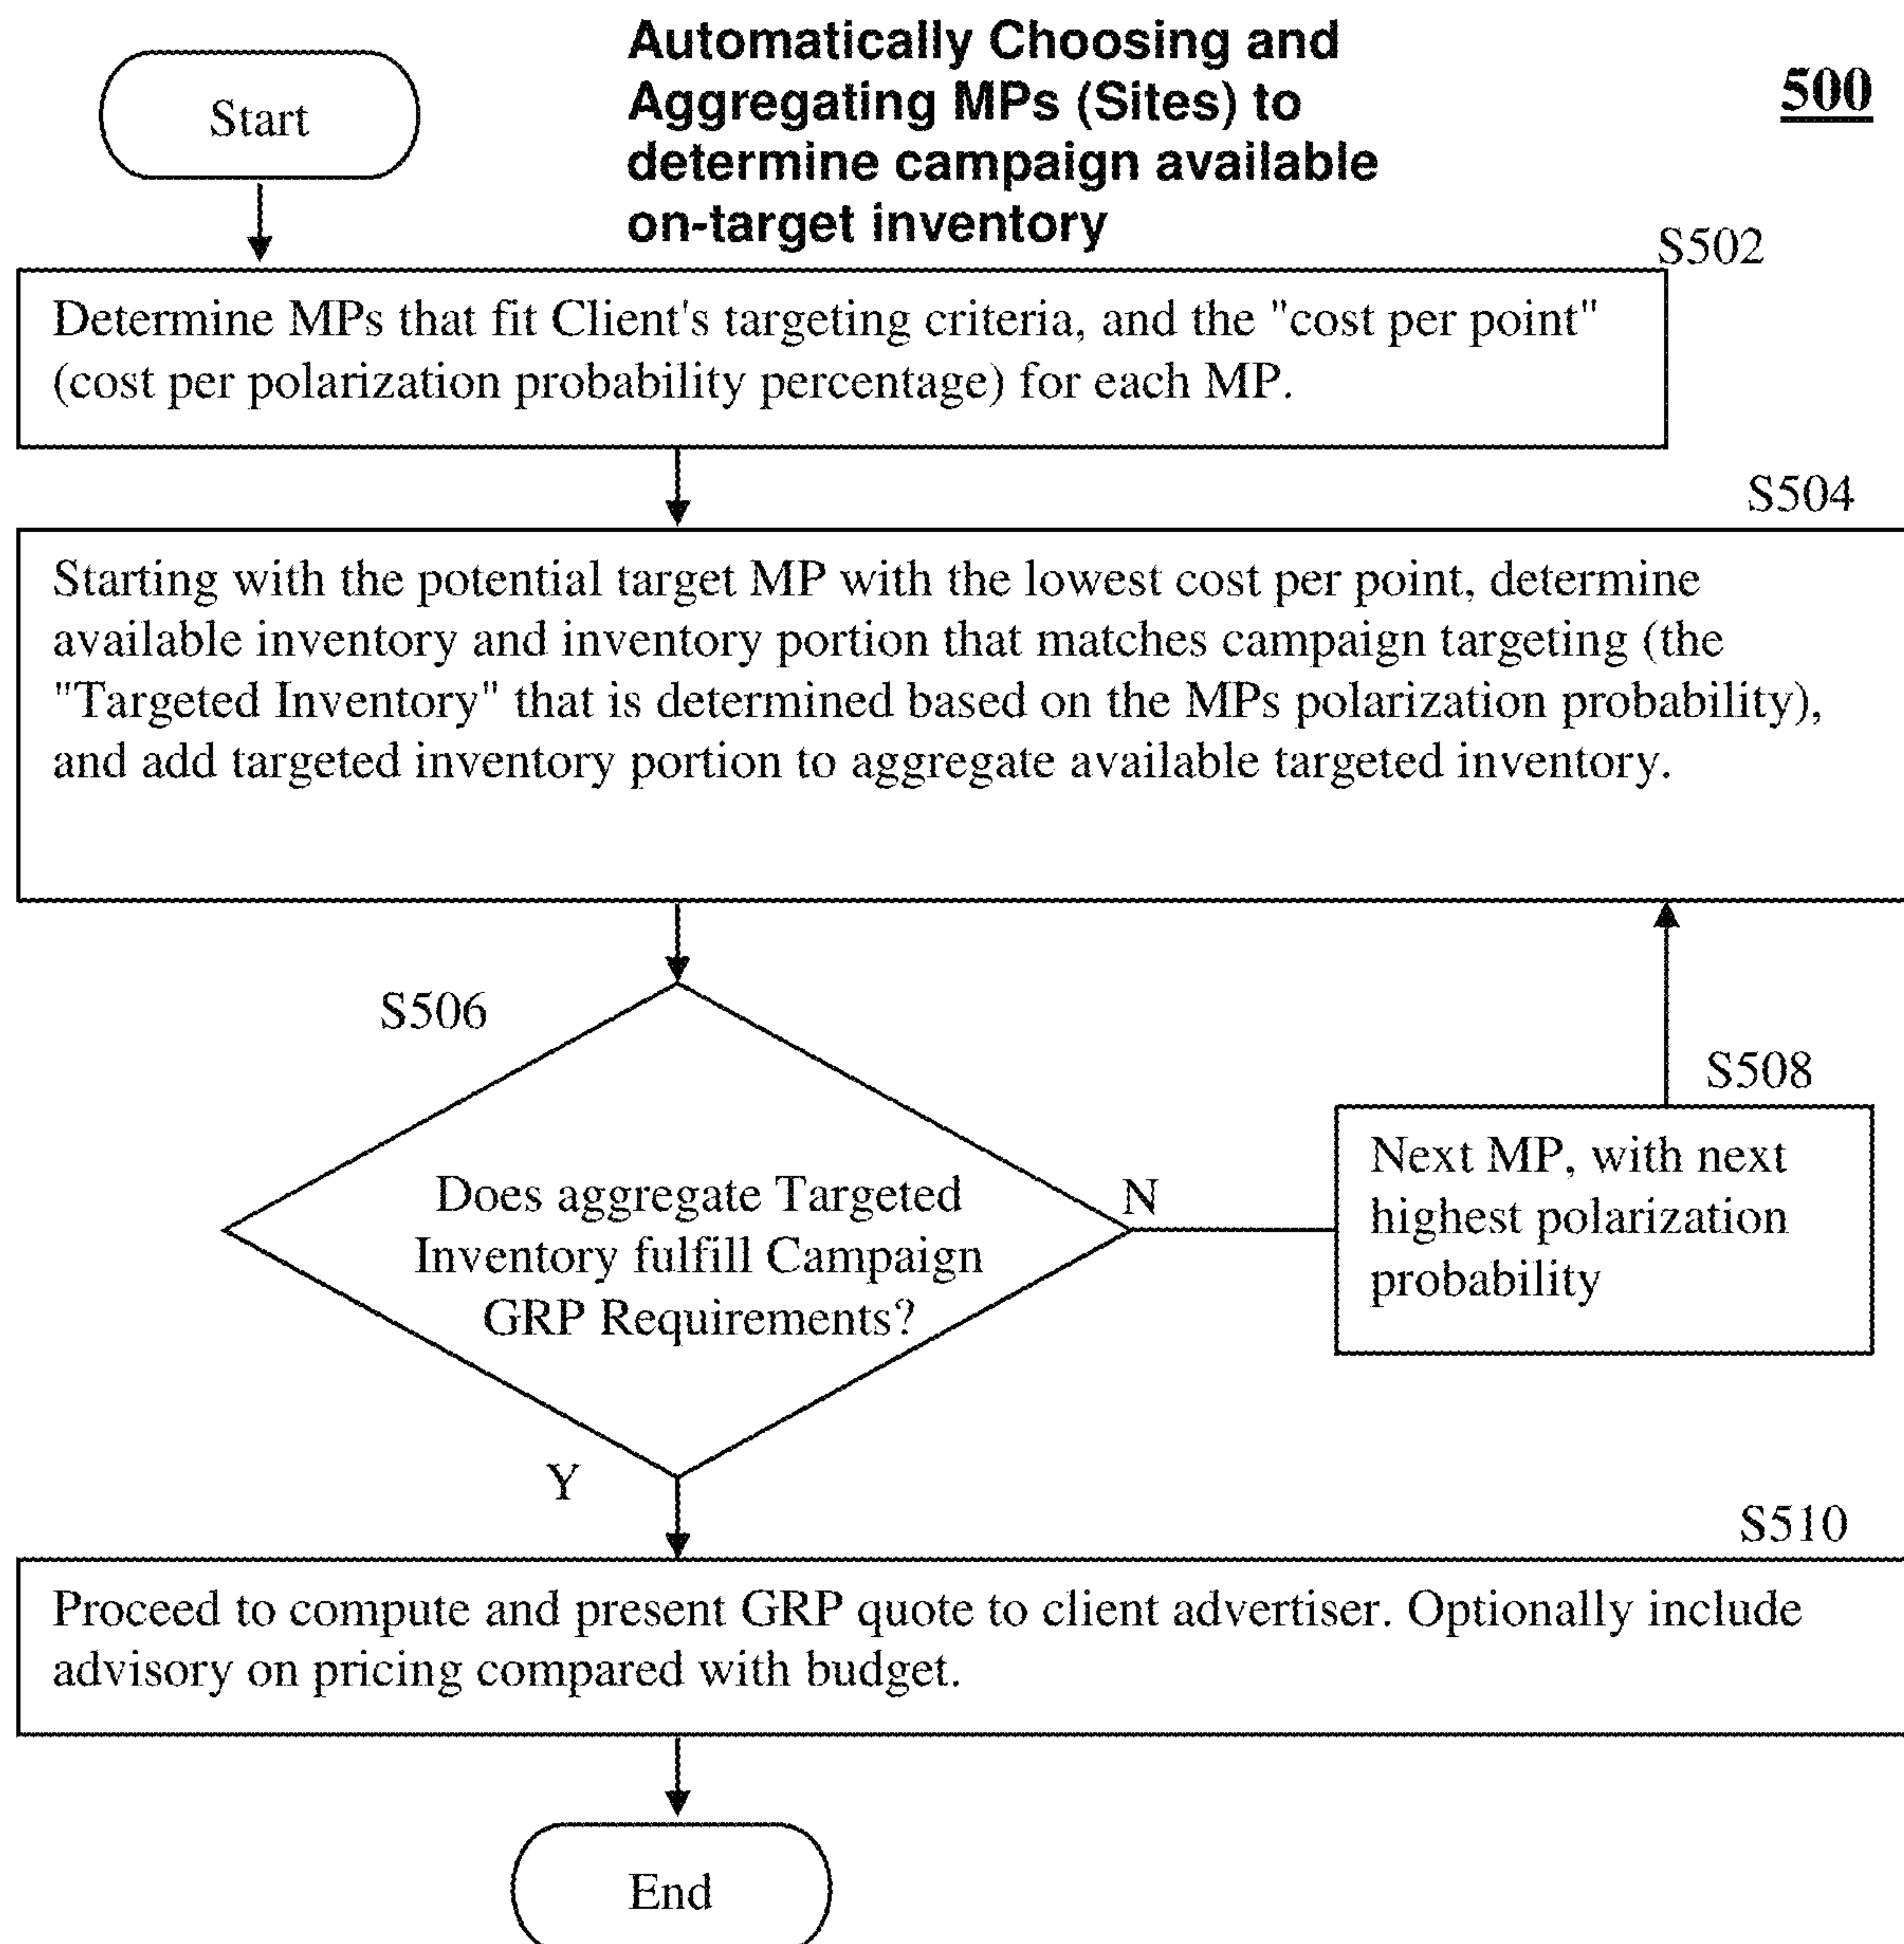 Automatically Choosing and
Aggregating MPs (Sites) to
determine campaign available
on-target inventory
500
Start
S502
Determine MPs that fit Client's targeting criteria, and the "cost per point"
(cost per polarization probability percentage) for each MP.
S504
Starting with the potential target MP with the lowest cost per point, determine
available inventory and inventory portion that matches campaign targeting (the
"Targeted Inventory" that is determined based on the MPs polarization probability),
and add targeted inventory portion to aggregate available targeted inventory.
S506
Does aggregate Targeted
Inventory fulfill Campaign
GRP Requirements?
N
S508
Next MP, with next
highest polarization
probability
Y
S510
Proceed to compute and present GRP quote to client advertiser. Optionally include
advisory on pricing compared with budget.
End